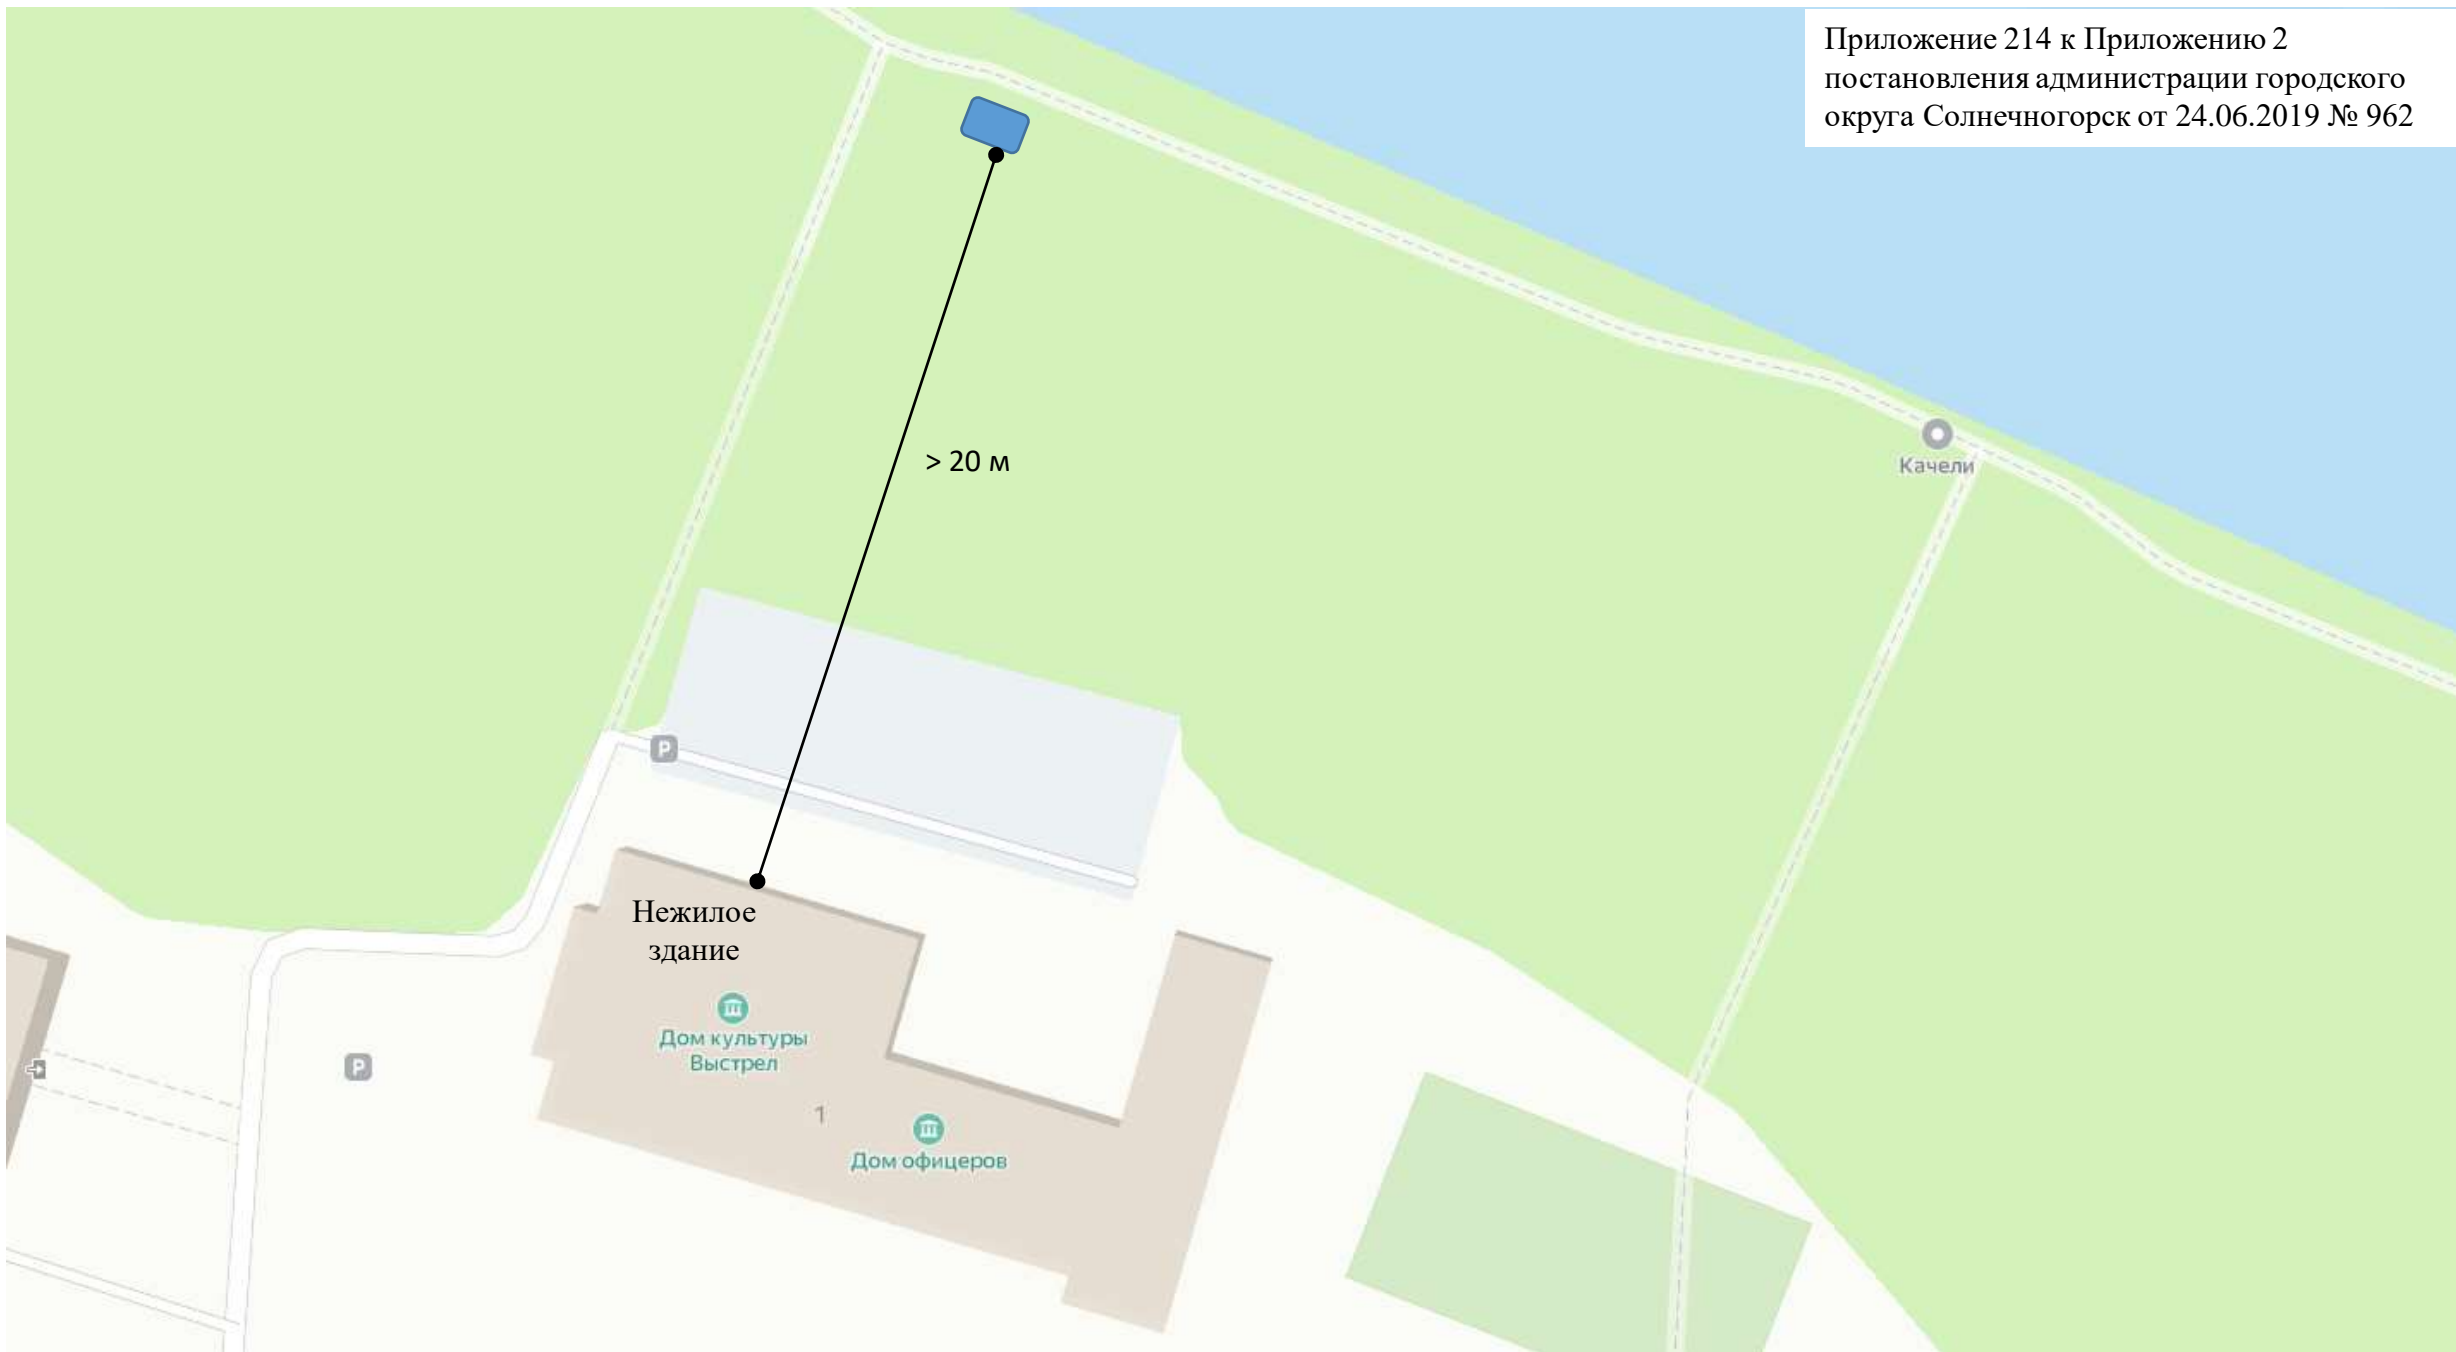 Приложение 214 к Приложению 2
постановления администрации городского
округа Солнечногорск от 24.06.2019 № 962
> 20 м
Качели
P
Нежилое
здание
Дом культуры
Выстрел
P
1
Дом офицеров